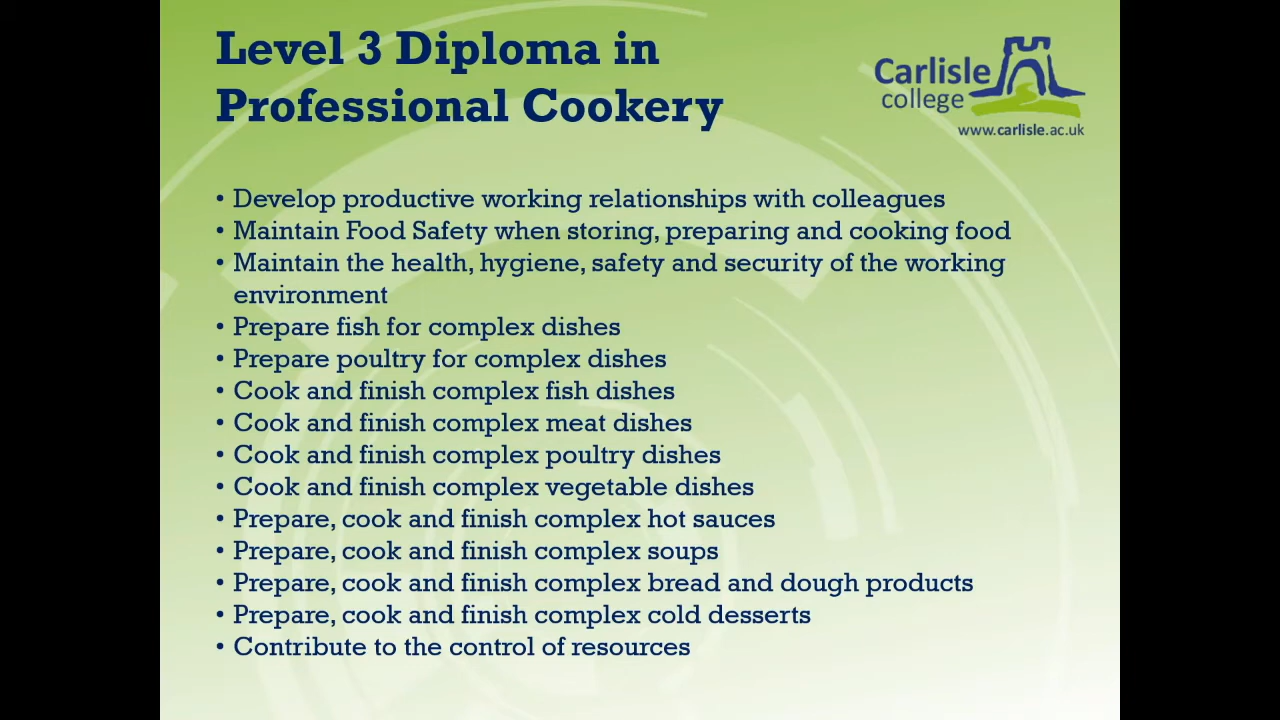 Level 3 Diploma in
Professional Cookery
Carlisle
college
www.carlisle.ac.uk
• Develop productive working relationships with colleagues
• Maintain Food Safety when storing, preparing and cooking food
• Maintain the health, hygiene, safety and security of the working
environment
• Prepare fish for complex dishes
• Prepare poultry for complex dishes
• Cook and finish complex fish dishes
• Cook and finish complex meat dishes
• Cook and finish complex poultry dishes
• Cook and finish complex vegetable dishes
• Prepare, cook and finish complex hot sauces
• Prepare, cook and finish complex soups
• Prepare, cook and finish complex bread and dough products
• Prepare, cook and finish complex cold desserts
• Contribute to the control of resources